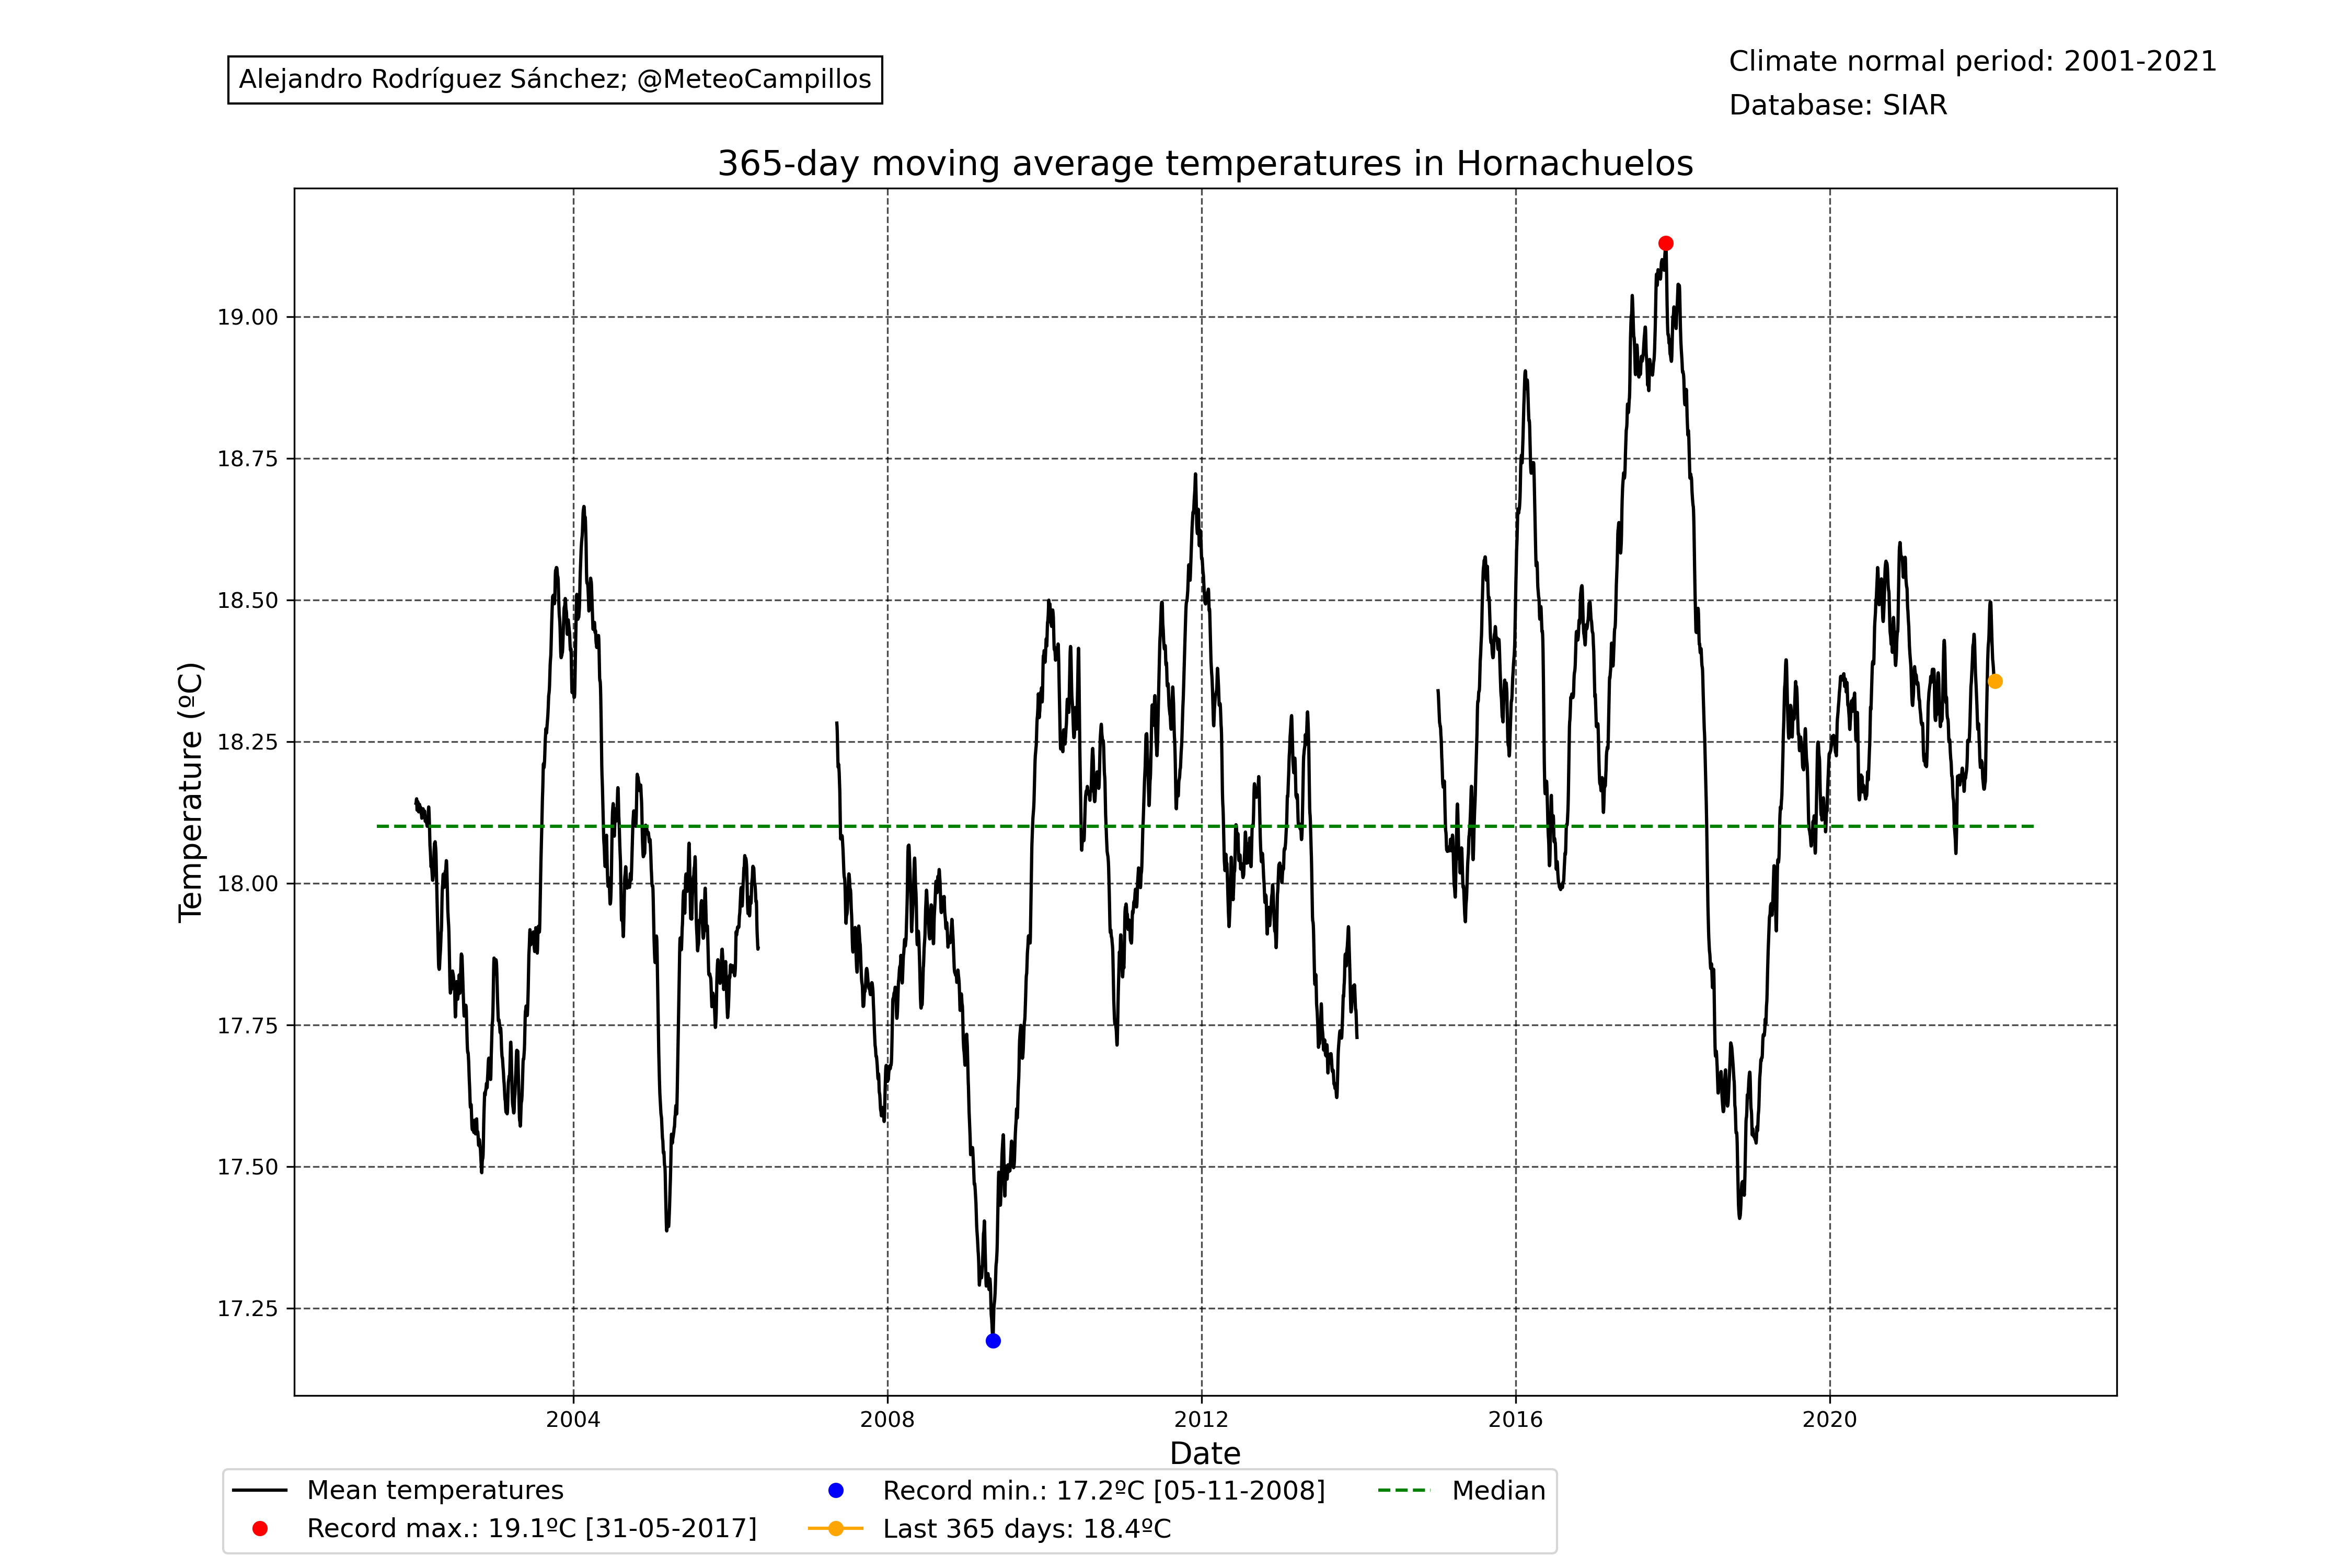 Alejandro Rodríguez Sánchez; @MeteoCampillos
Climate normal period: 2001-2021
Database: SIAR
365-day moving average temperatures in Hornachuelos
Temperature (ºC)
19.00
18.75
18.50
18.25
18.00
17.75
17.50
17.25
2004 2008 2012 2016 2020
Date
Mean temperatures
Record max.: 19.1ºC [31-05-2017]
Record min.: 17.2ºC [05-11-2008]
Last 365 days: 18.4ºC
Median